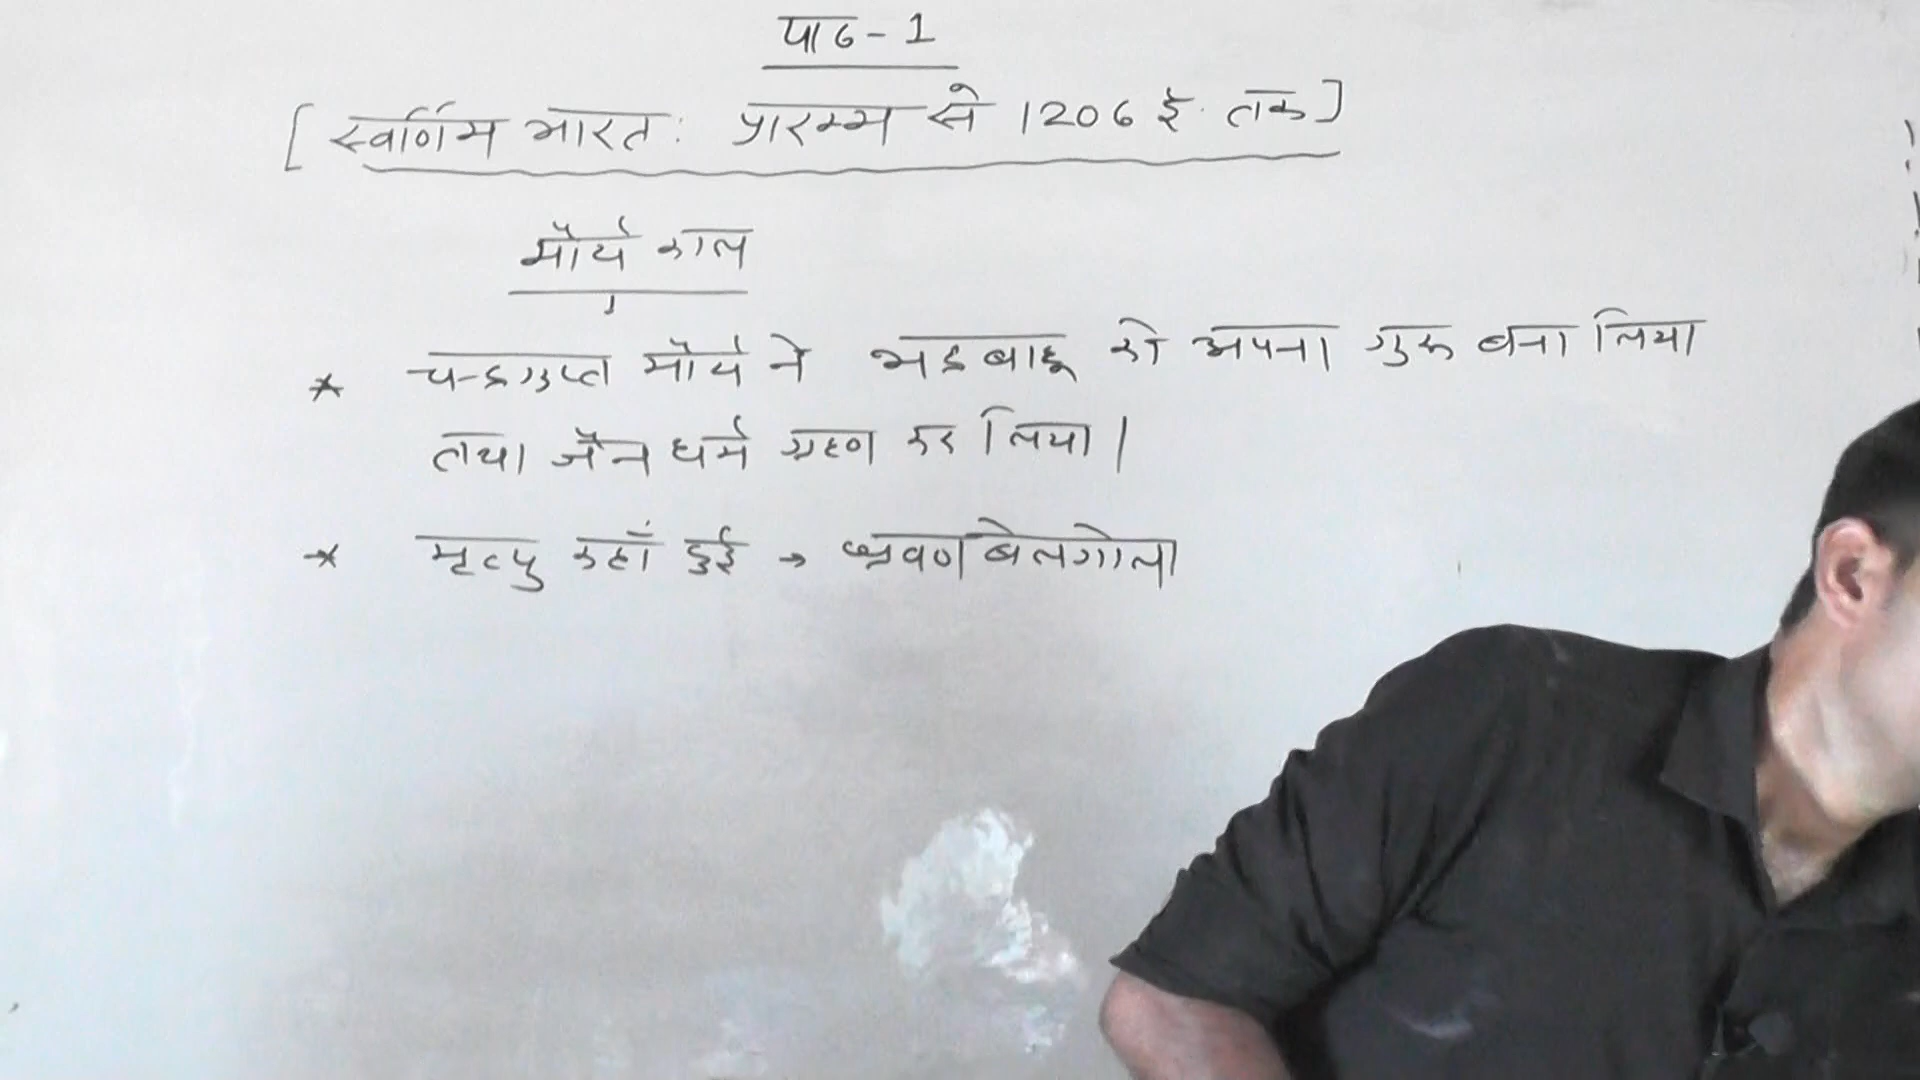 पाठ-1
[स्वर्णिम भारत: प्रारम्भ से 1206 ई. तक]
मौर्य काल
* चन्द्रगुप्त मौर्य ने भद्रबाहू को अपना गुरू बना लिया
तथा जैन धर्म ग्रहण कर लिया।
* मृत्यु कहाँ हुई → श्रवणबेलगोला